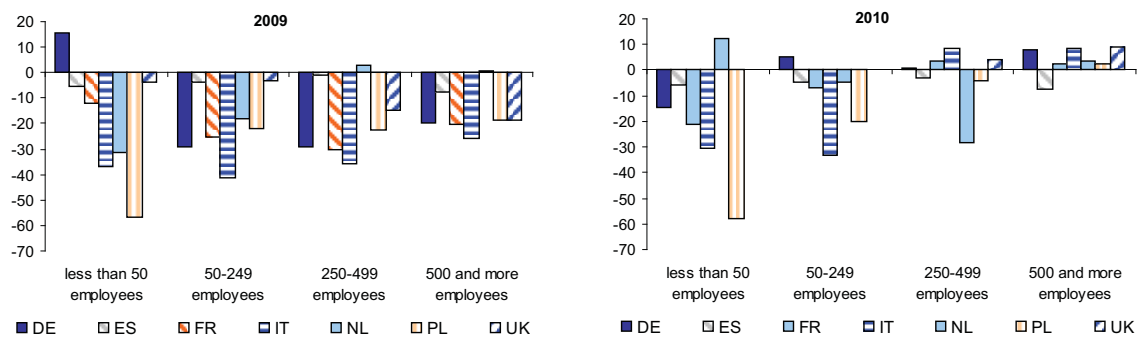 2009
20
10
0
-10
-20
-30
-40
-50
-60
-70
less than 50 employees
50-249 employees
250-499 employees
500 and more employees
DE ES FR IT NL PL UK
2010
20
10
0
-10
-20
-30
-40
-50
-60
-70
less than 50 employees
50-249 employees
250-499 employees
500 and more employees
DE ES FR IT NL PL UK